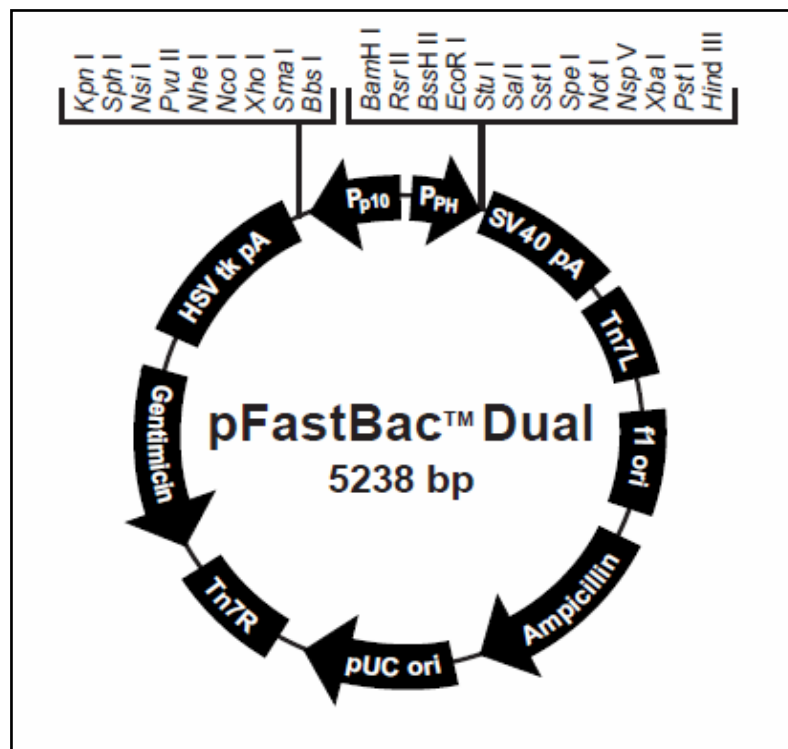 Kpn I
Sph I
Nsi I
Pvu II
Nhe I
Nco I
Xho I
Sma I
Bbs I
BamH I
Rsr II
BssH II
EcoR I
Stu I
Sal I
Sst I
Spe I
Not I
Nsp V
Xba I
Pst I
Hind III
Pp10
PPH
SV40 pA
Tn7L
f1 ori
Ampicillin
pUC ori
Tn7R
Gentimicin
HSV tk pA
pFastBac™ Dual
5238 bp